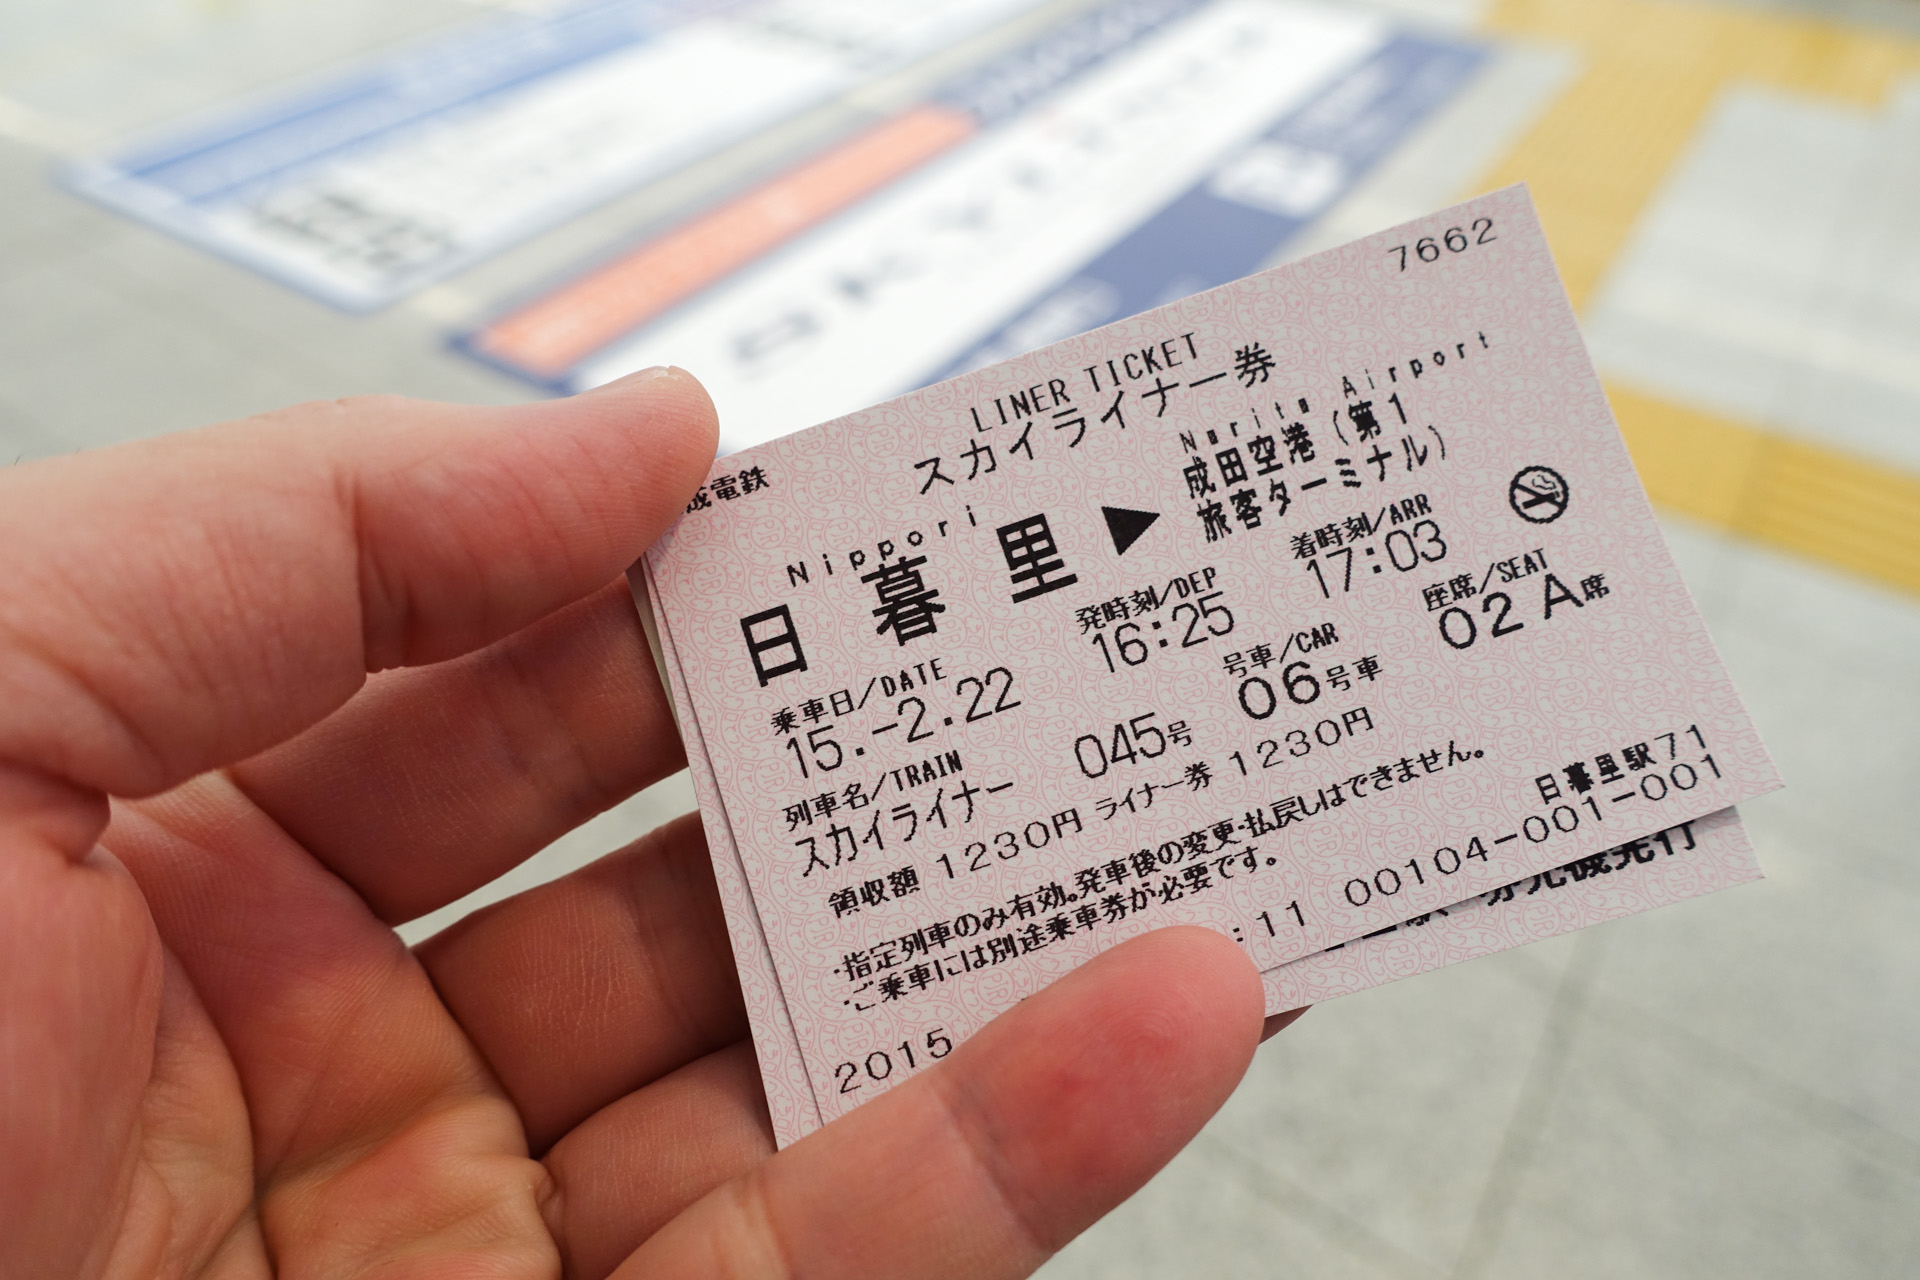 7662
LINER TICKET
スカイライナー券
成電鉄
Nippori
日暮里 ▶
Narita Airport
成田空港(第1
旅客ターミナル)
乗車日/DATE
15.-2.22
発時刻/DEP
16:25
着時刻/ARR
17:03
列車名/TRAIN
スカイライナー 045号
号車/CAR
06号車
座席/SEAT
02A席
領収額 1230円 ライナー券 1230円
・指定列車のみ有効。発車後の変更・払戻しはできません。
・ご乗車には別途乗車券が必要です。
日暮里駅71
2015
:11 00104-001-001